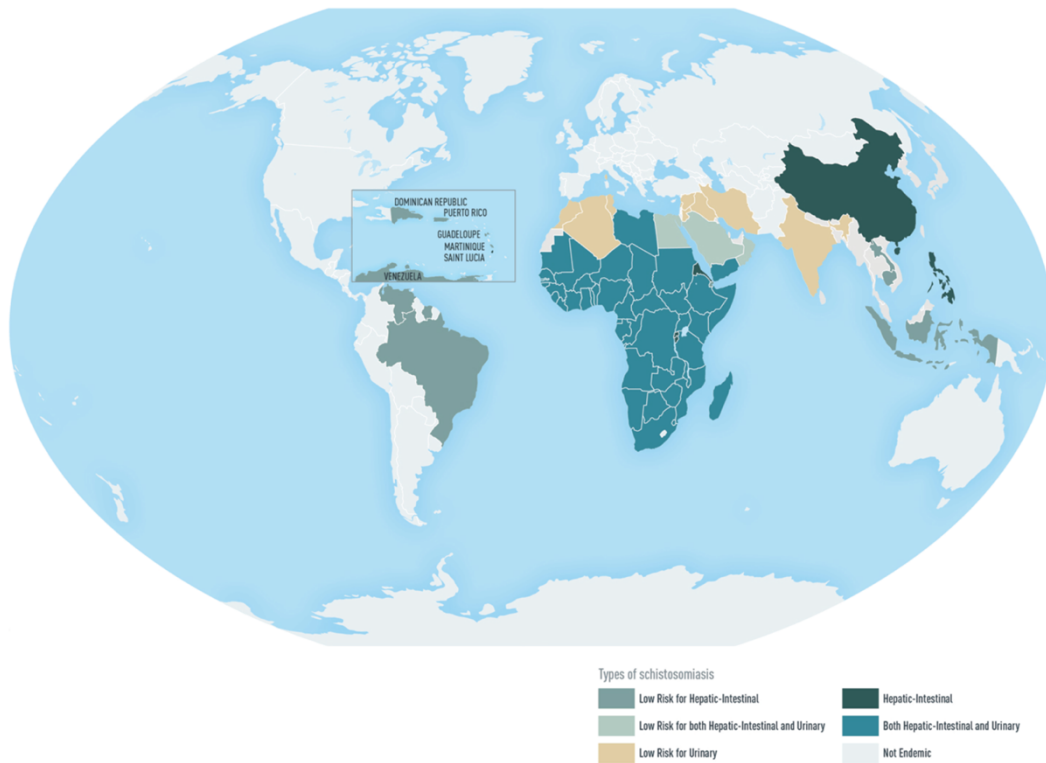 DOMINICAN REPUBLIC
PUERTO RICO
GUADELOUPE
MARTINIQUE
SAINT LUCIA
VENEZUELA
Types of schistosomiasis
Low Risk for Hepatic-Intestinal
Low Risk for both Hepatic-Intestinal and Urinary
Low Risk for Urinary
Hepatic-Intestinal
Both Hepatic-Intestinal and Urinary
Not Endemic